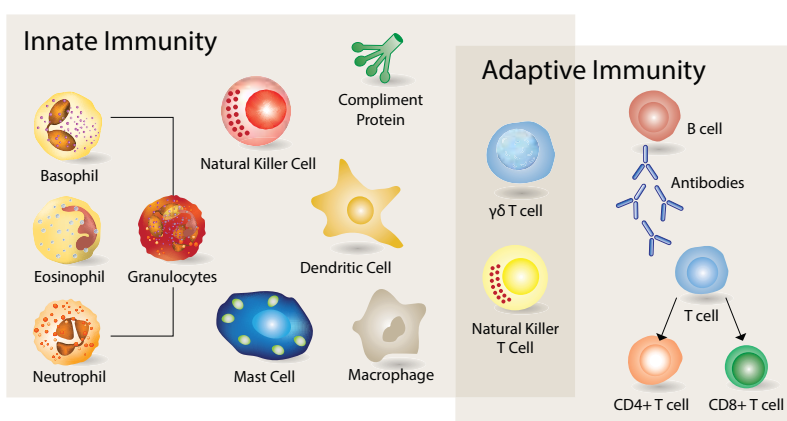 Innate Immunity
Adaptive Immunity
Compliment
Protein
Natural Killer Cell
Basophil
B cell
Antibodies
γδ T cell
Dendritic Cell
Eosinophil
Granulocytes
T cell
Natural Killer
T Cell
Neutrophil
Mast Cell
Macrophage
CD4+ T cell
CD8+ T cell